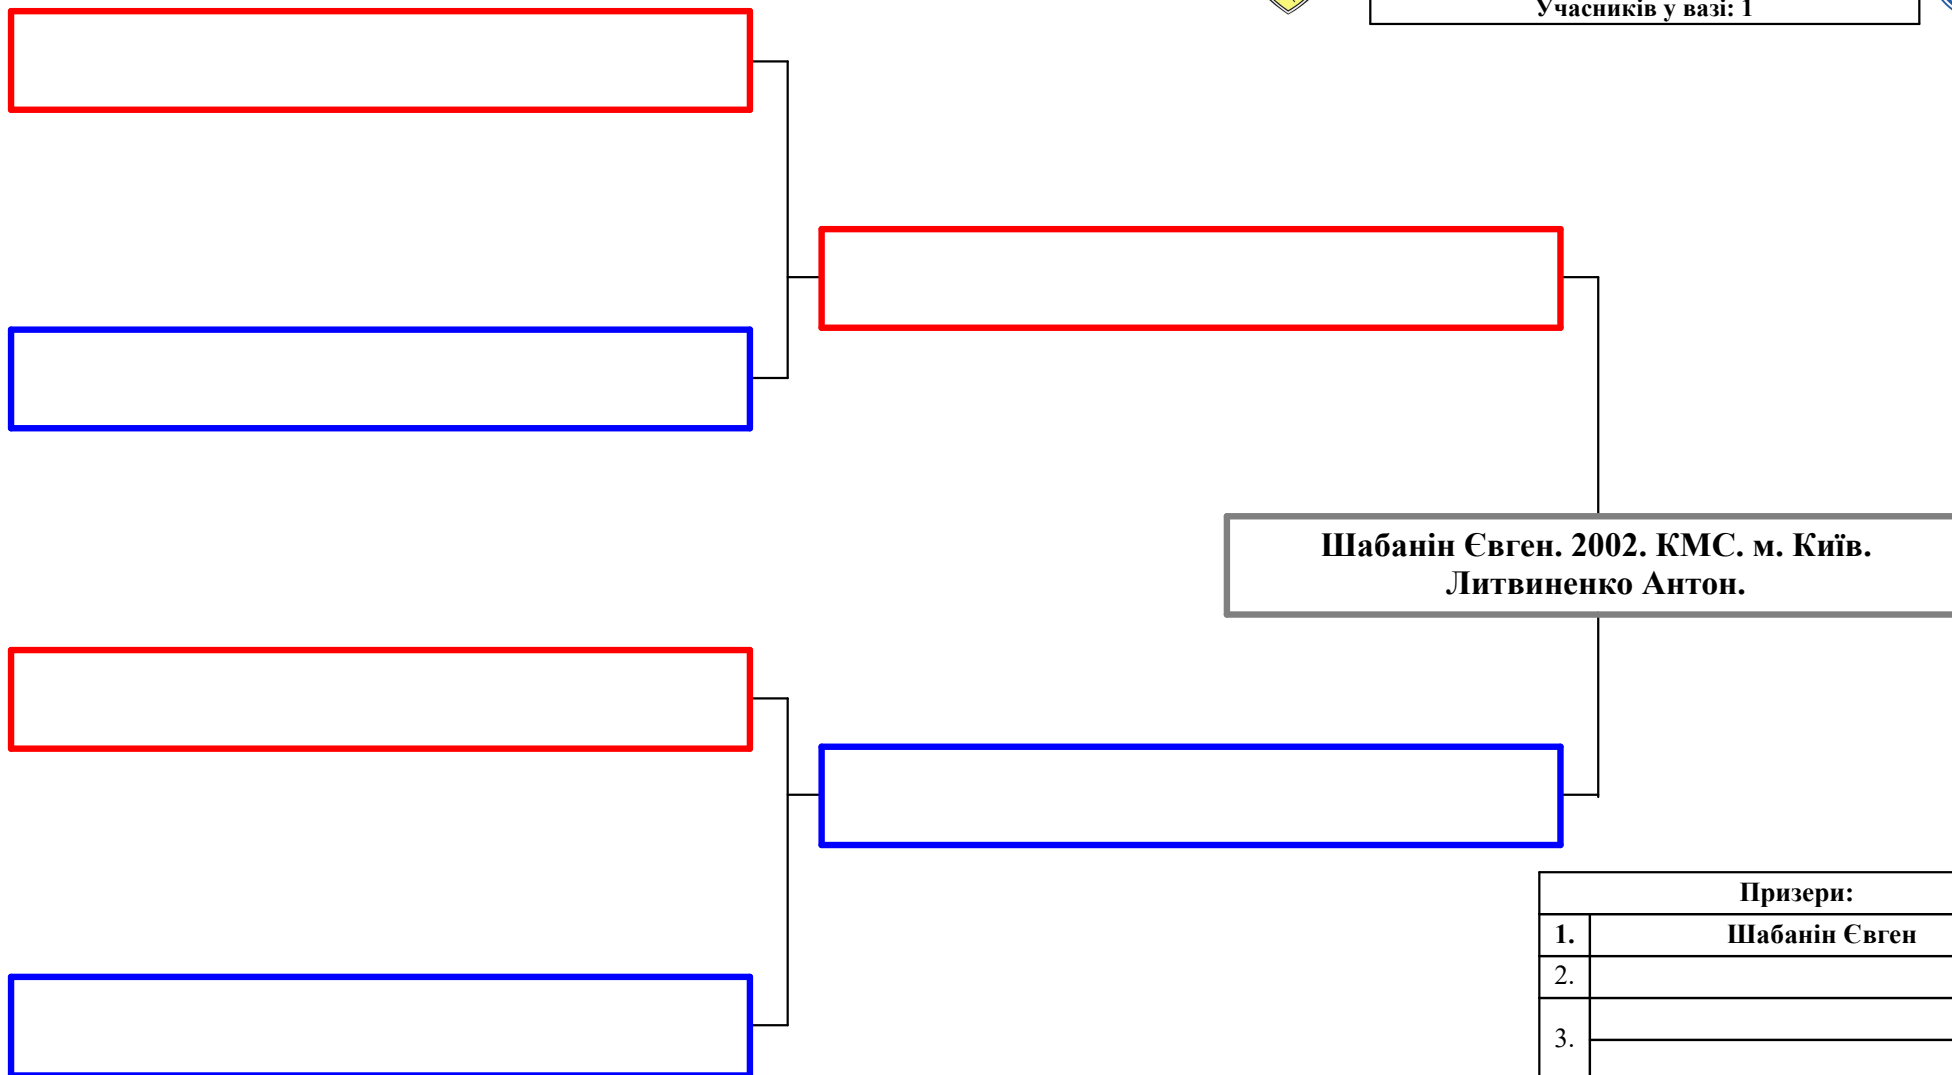 Учасників у вазі: 1
Шабанін Євген. 2002. КМС. м. Київ.
Литвиненко Антон.
Призери:
1. Шабанін Євген
2.
3.